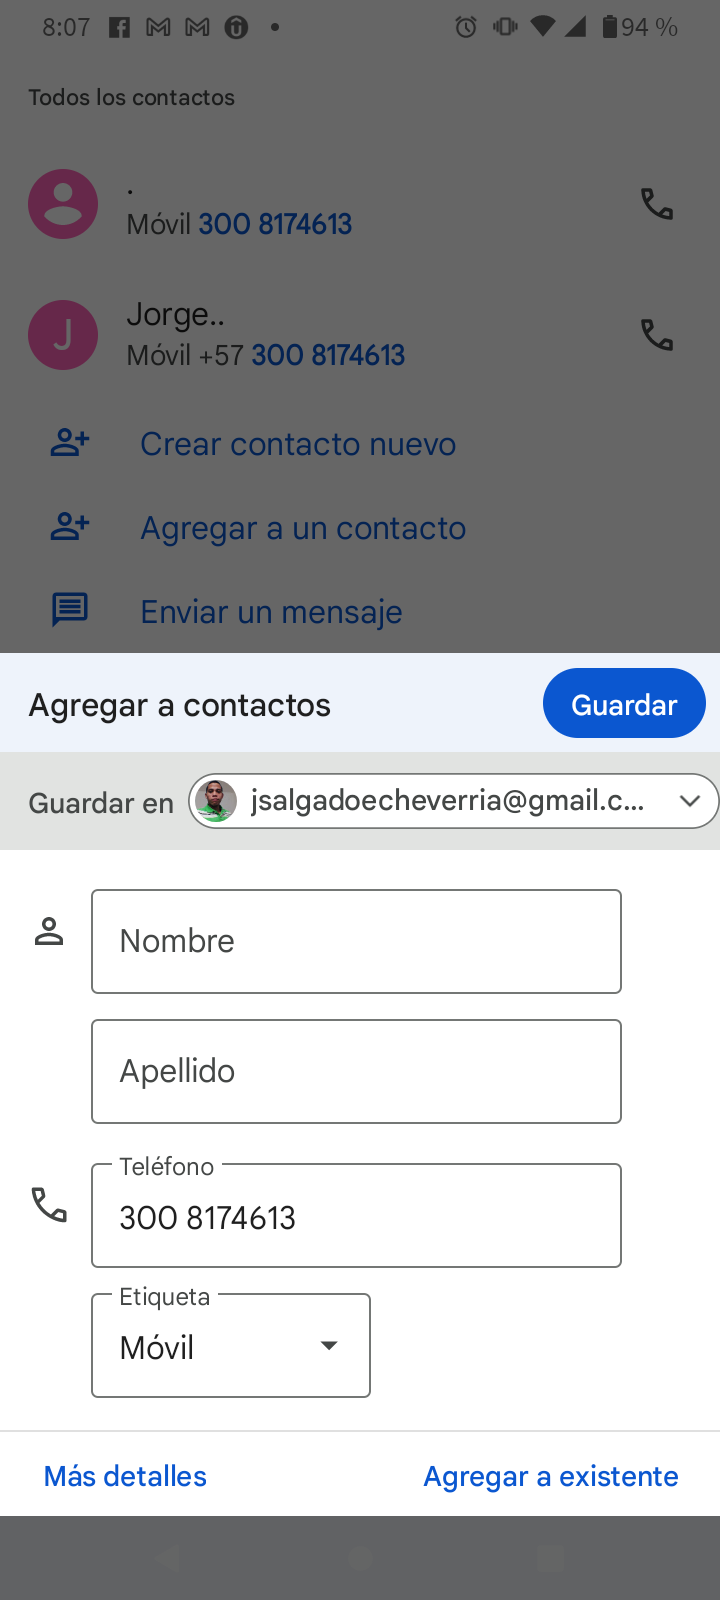 8:07 94 %
Todos los contactos
.
Móvil 300 8174613
J
Jorge..
Móvil +57 300 8174613
Crear contacto nuevo
Agregar a un contacto
Enviar un mensaje
Agregar a contactos
Guardar
Guardar en jsalgadoecheverria@gmail.c...
Nombre
Apellido
Teléfono
300 8174613
Etiqueta
Móvil
Más detalles Agregar a existente